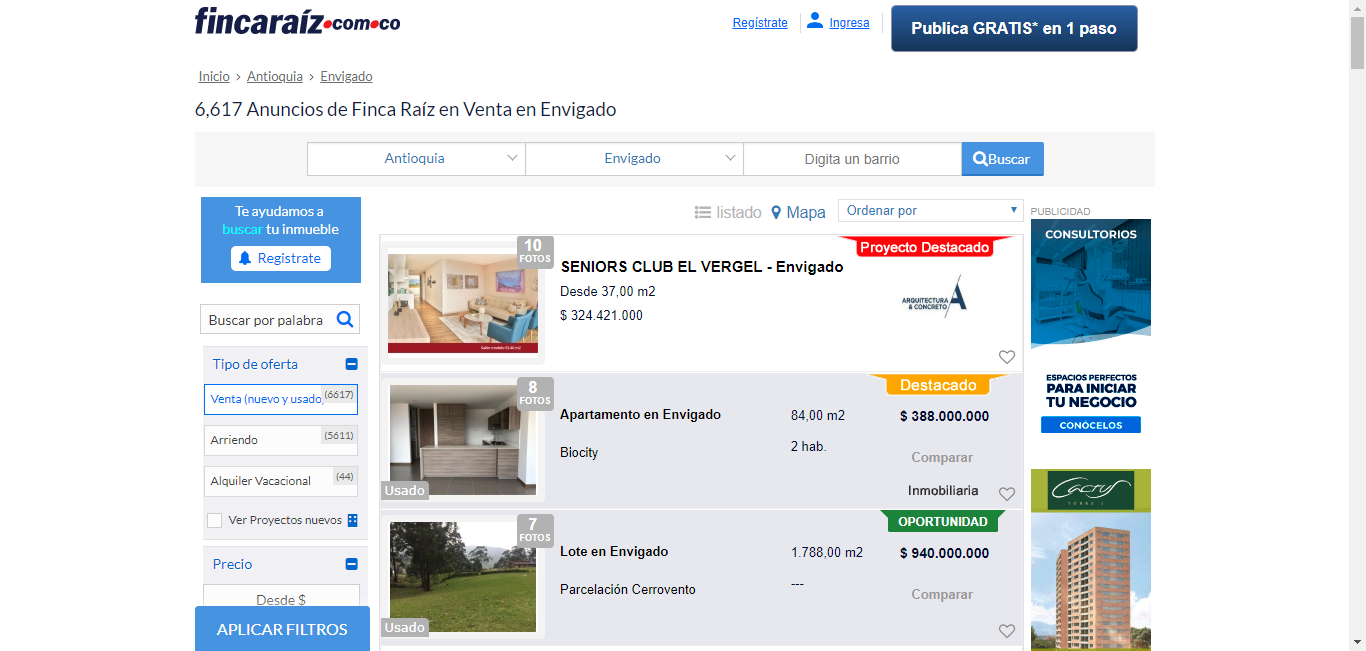 fincaraíz.com.co
Regístrate
Ingresa
Publica GRATIS* en 1 paso
Inicio > Antioquia > Envigado
6,617 Anuncios de Finca Raíz en Venta en Envigado
Antioquia
Envigado
Digita un barrio
Buscar
Te ayudamos a
buscar tu inmueble
Registrate
listado
Mapa
Ordenar por
PUBLICIDAD
Buscar por palabra
Tipo de oferta
Venta (nuevo y usado)
(6617)
Arriendo
(5611)
Alquiler Vacacional
(44)
Ver Proyectos nuevos
Precio
Desde $
APLICAR FILTROS
10
FOTOS
SENIORS CLUB EL VERGEL - Envigado
Desde 37,00 m2
$ 324.421.000
Proyecto Destacado
ARQUITECTURA
& CONCRETO
8
FOTOS
Usado
Apartamento en Envigado
Biocity
84,00 m2
2 hab.
Destacado
$ 388.000.000
Comparar
Inmobiliaria
7
FOTOS
Usado
Lote en Envigado
Parcelación Cerrovento
1.788,00 m2
---
OPORTUNIDAD
$ 940.000.000
Comparar
CONSULTORIOS
ESPACIOS PERFECTOS
PARA INICIAR
TU NEGOCIO
CONÓCELOS
Cactus